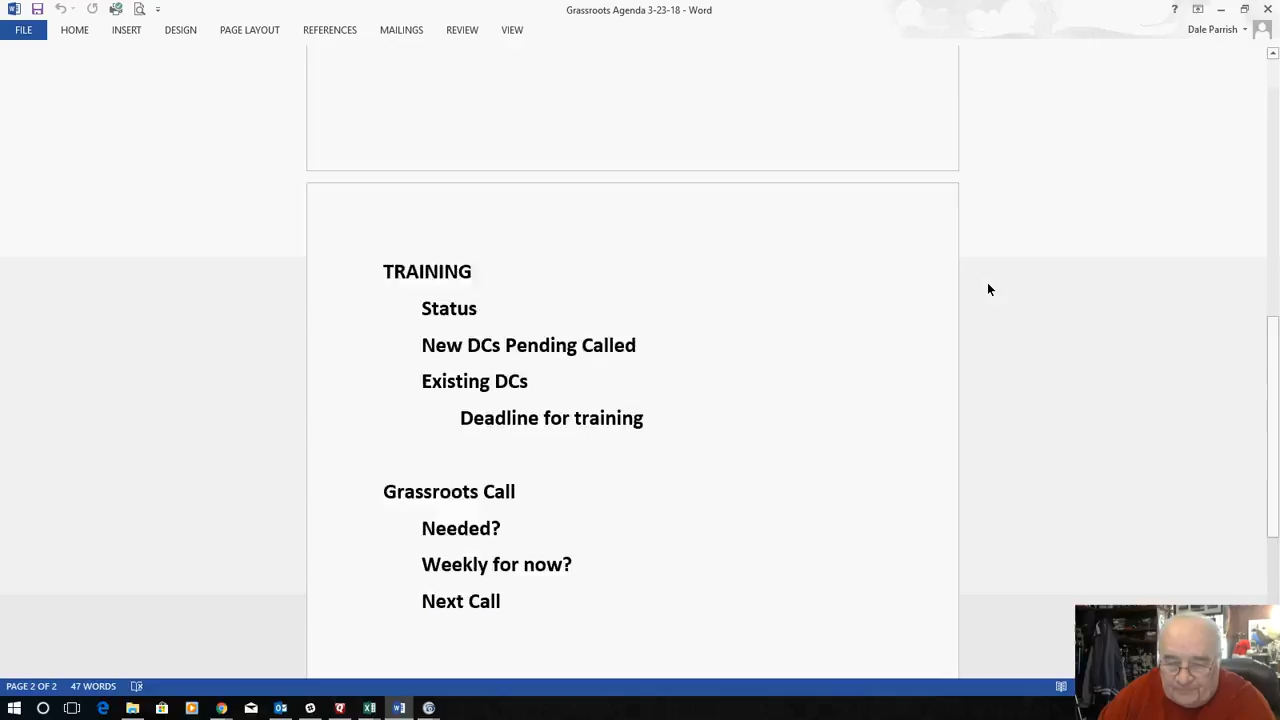 Grassroots Agenda 3-23-18 - Word
?
FILE HOME INSERT DESIGN PAGE LAYOUT REFERENCES MAILINGS REVIEW VIEW
Dale Parrish
TRAINING
Status
New DCs Pending Called
Existing DCs
Deadline for training
Grassroots Call
Needed?
Weekly for now?
Next Call
PAGE 2 OF 2 47 WORDS